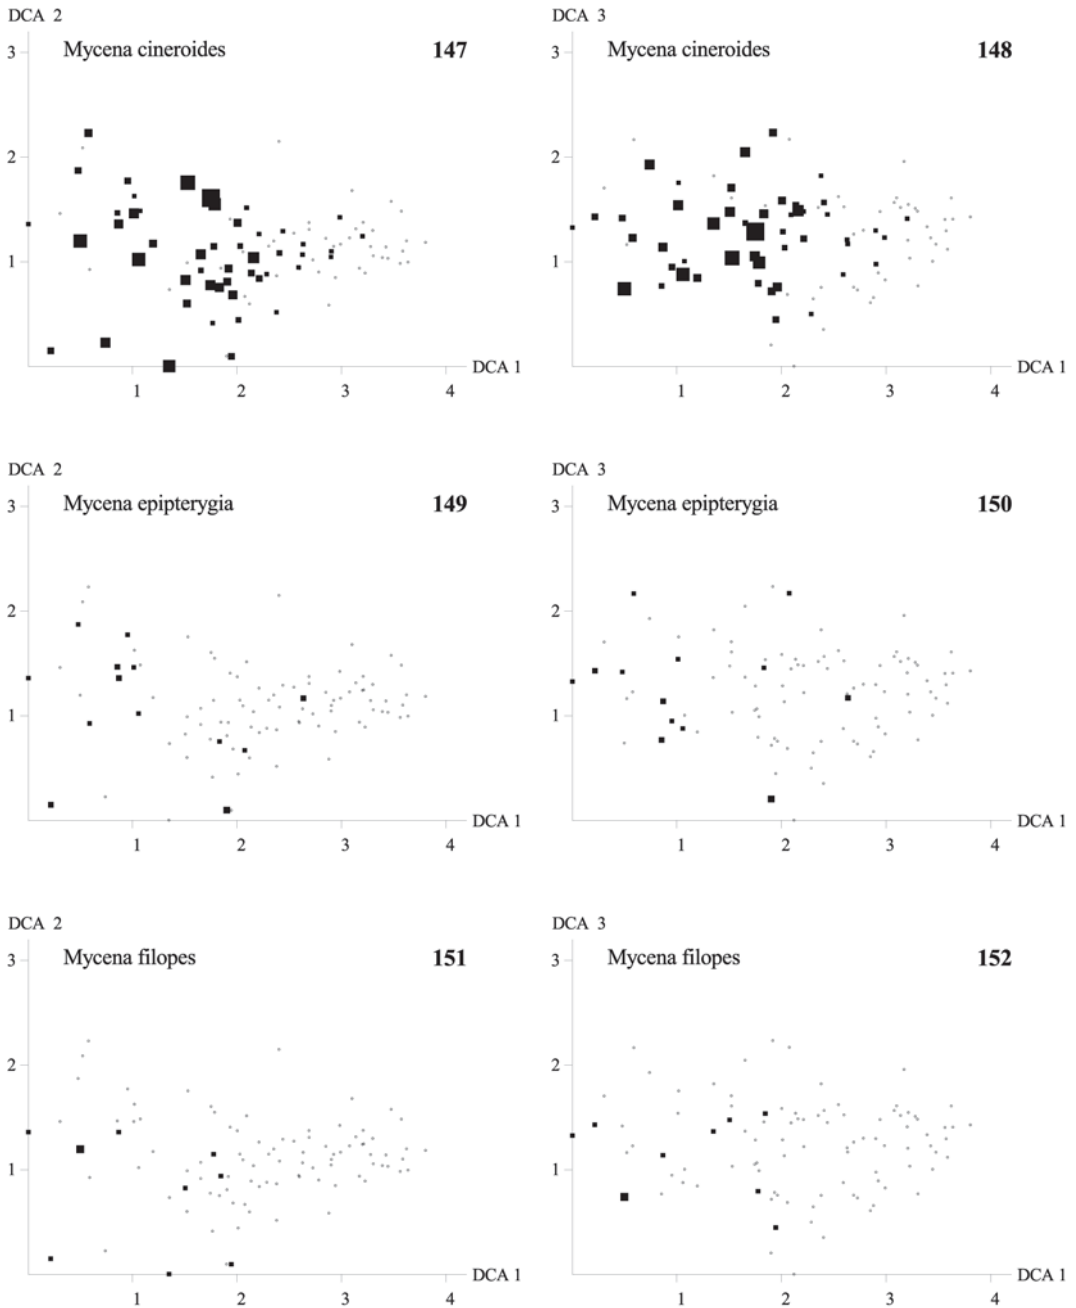 DCA 2
Mycena cineroides 147
3
2
1
DCA 1
1 2 3 4
DCA 3
Mycena cineroides 148
3
2
1
DCA 1
1 2 3 4
DCA 2
Mycena epipterygia 149
3
2
1
DCA 1
1 2 3 4
DCA 3
Mycena epipterygia 150
3
2
1
DCA 1
1 2 3 4
DCA 2
Mycena filopes 151
3
2
1
DCA 1
1 2 3 4
DCA 3
Mycena filopes 152
3
2
1
DCA 1
1 2 3 4